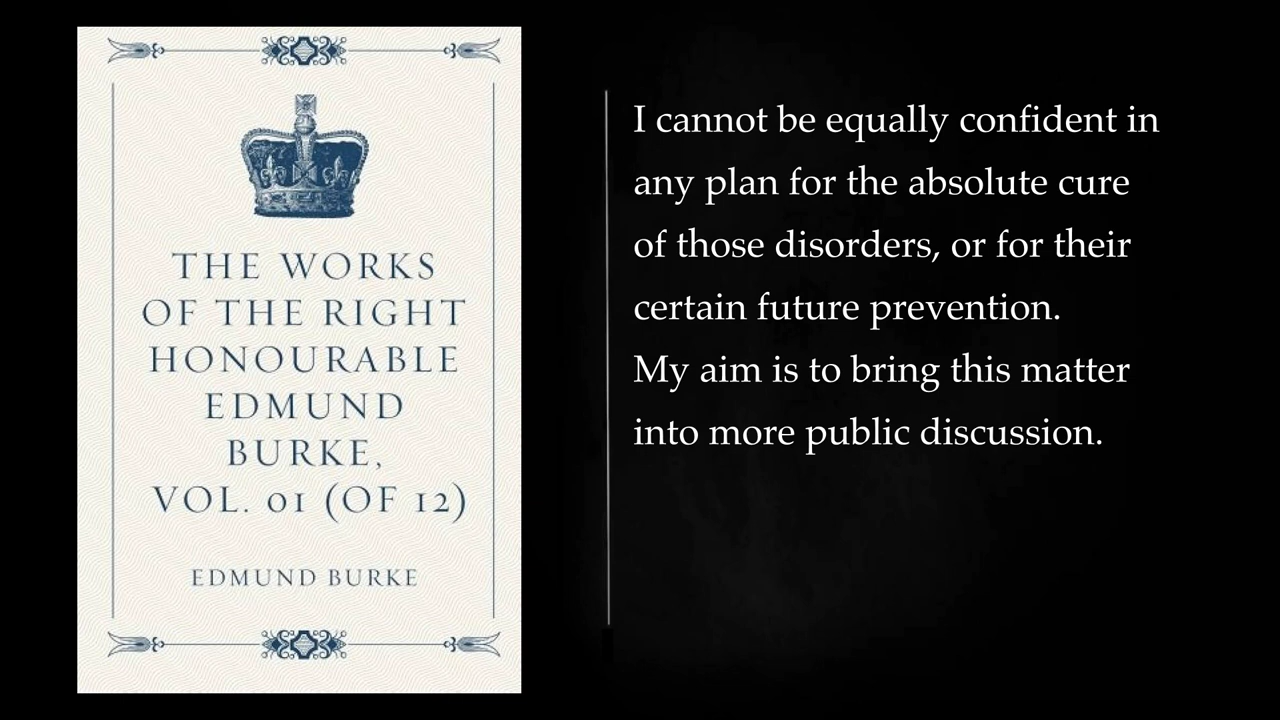 THE WORKS
OF THE RIGHT
HONOURABLE
EDMUND
BURKE,
VOL. 01 (OF 12)
EDMUND BURKE
I cannot be equally confident in
any plan for the absolute cure
of those disorders, or for their
certain future prevention.
My aim is to bring this matter
into more public discussion.